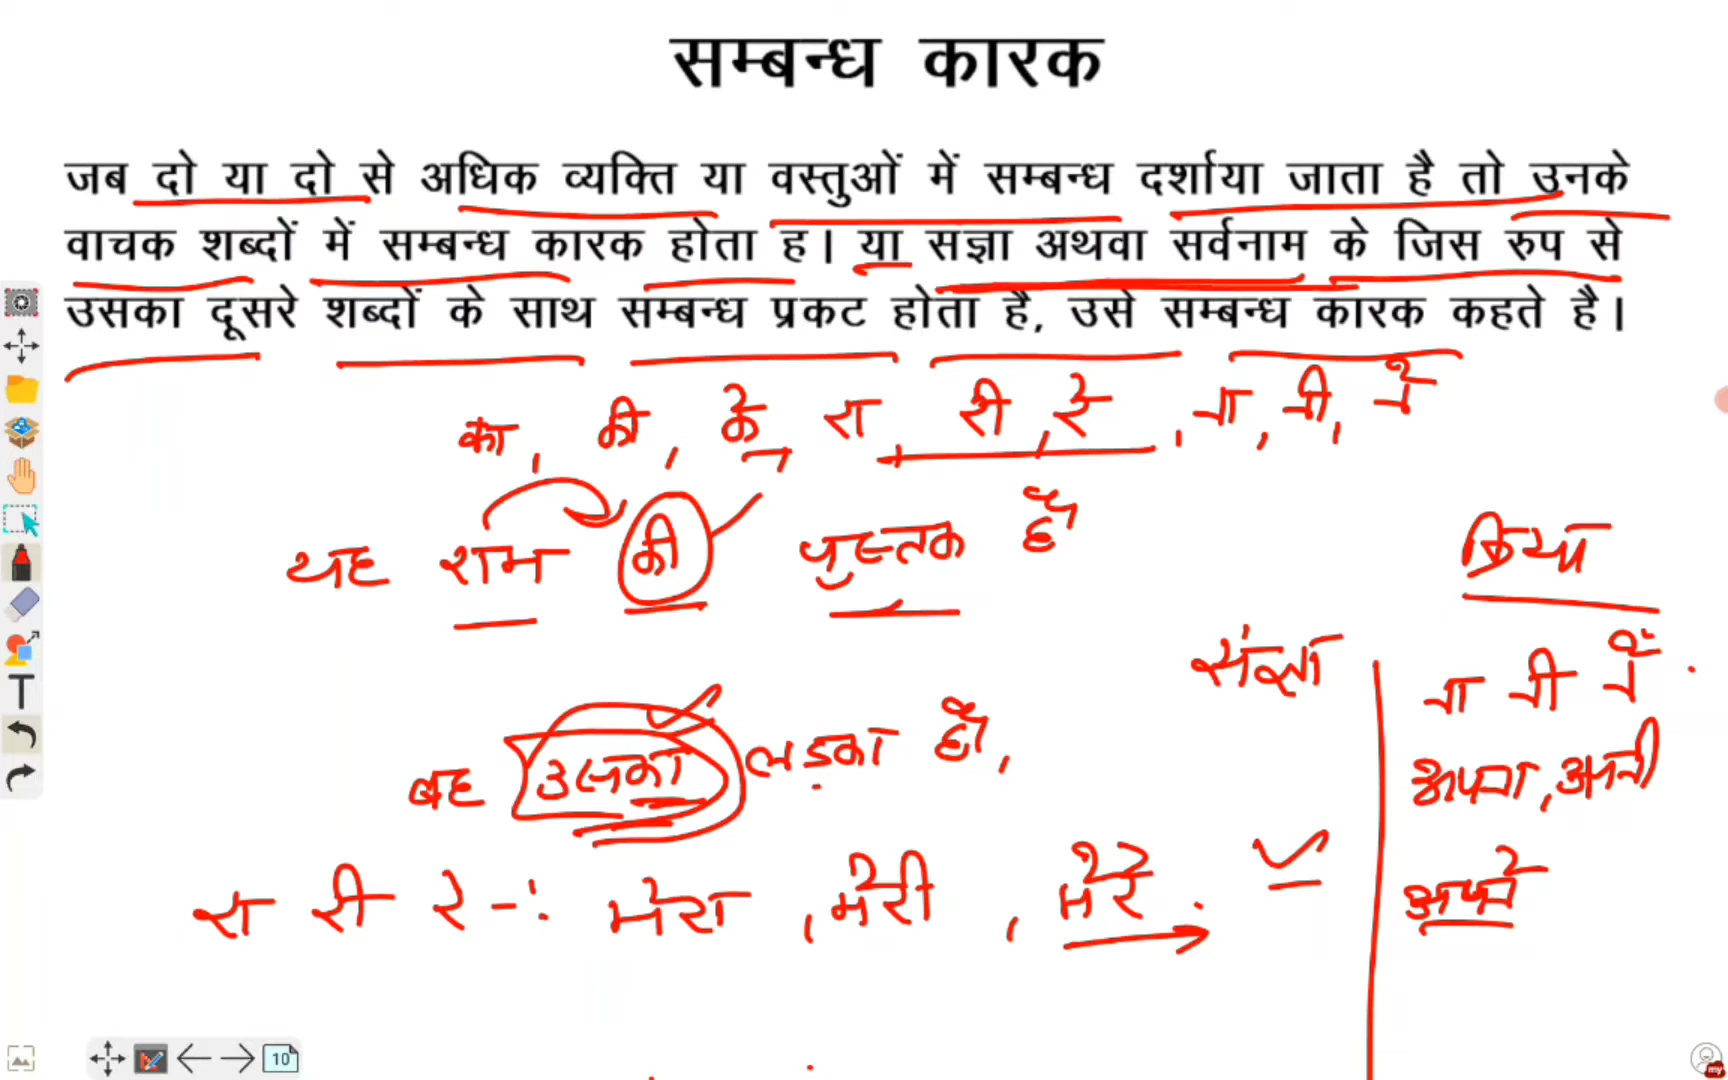 सम्बन्ध कारक
जब दो या दो से अधिक व्यक्ति या वस्तुओं में सम्बन्ध दर्शाया जाता है तो उनके
वाचक शब्दों में सम्बन्ध कारक होता ह। या सज्ञा अथवा सर्वनाम के जिस रुप से
उसका दूसरे शब्दों के साथ सम्बन्ध प्रकट होता है, उसे सम्बन्ध कारक कहते है।
का, की, के, रा, री, रे, ना, नी, ने
यह राम की पुस्तक है
क्रिया
संज्ञा
ना नी ने
वह उसका लड़का है,
अपना, अपनी
रा री रे -: मेरा, मेरी, मेरे
अपने
T
10
my